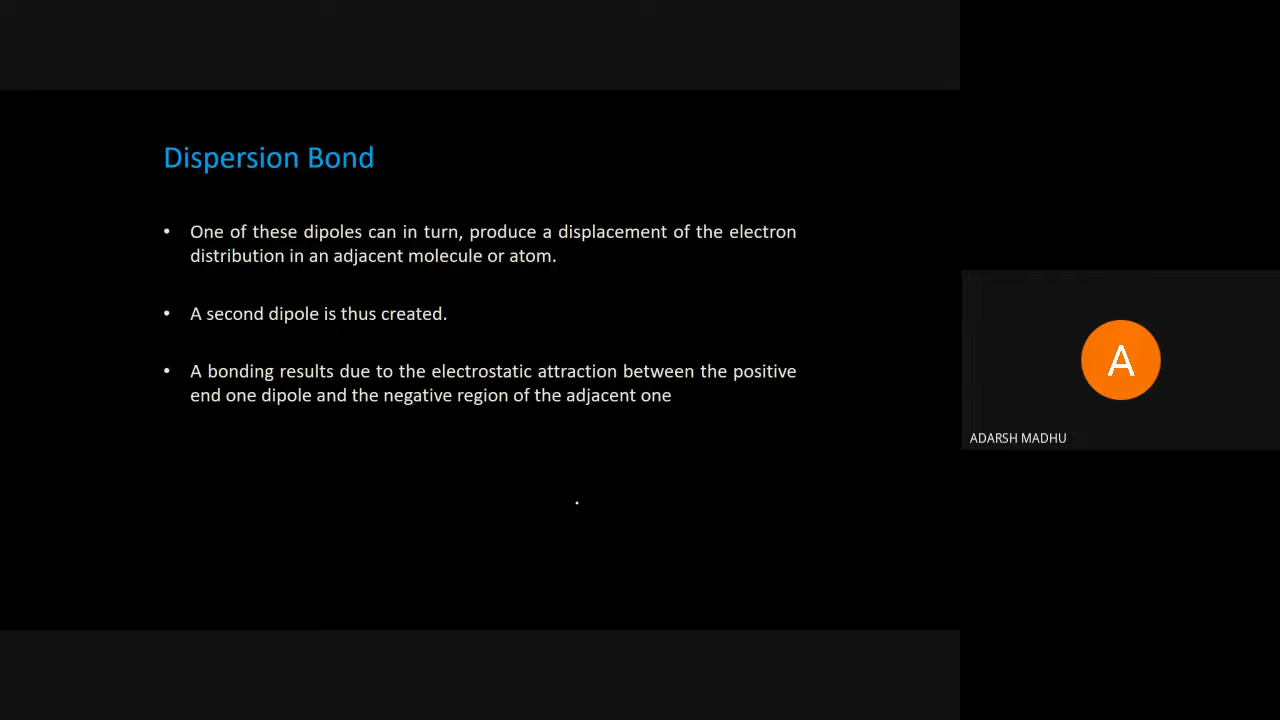 Dispersion Bond
• One of these dipoles can in turn, produce a displacement of the electron
distribution in an adjacent molecule or atom.
• A second dipole is thus created.
• A bonding results due to the electrostatic attraction between the positive
end one dipole and the negative region of the adjacent one
A
ADARSH MADHU